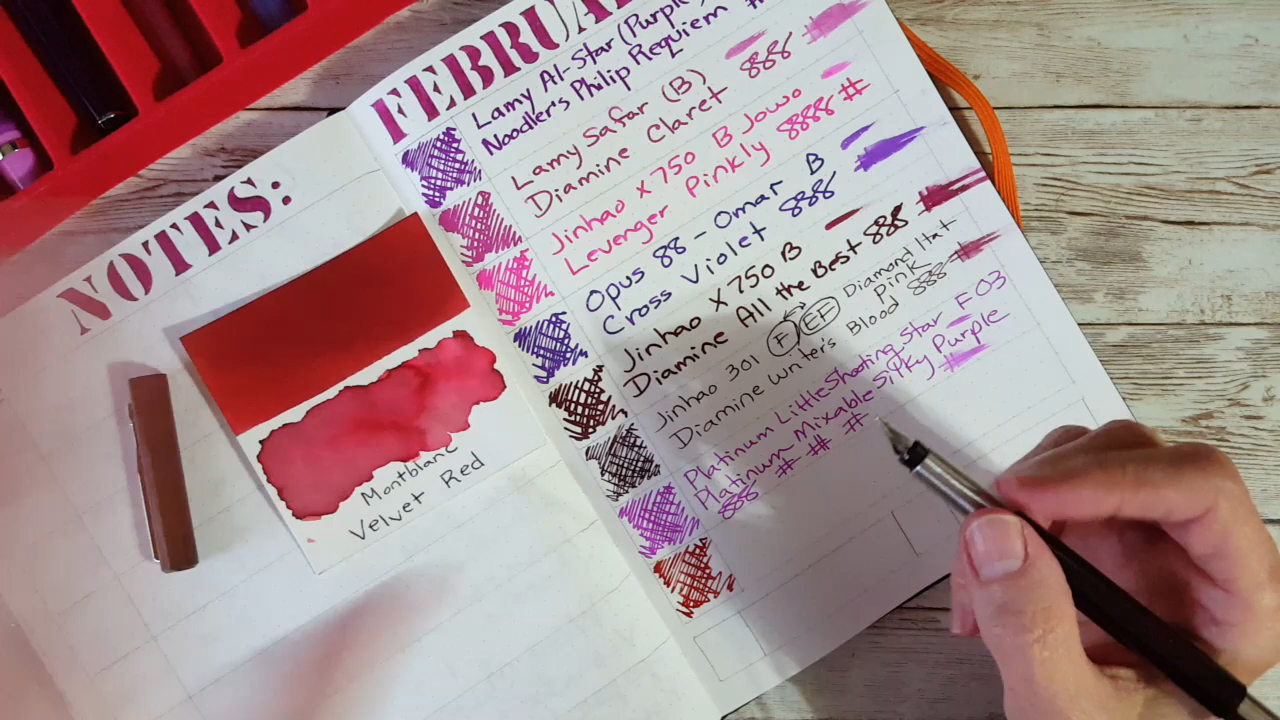 NOTES:
Montblanc
Velvet Red
FEBRUA
Lamy Al-Star (Purple)
Noodler's Philip Requiem #
Lamy Safari (B)
Diamine Claret 888
Jinhao x750 B Jowo
Levenger Pinkly 8888 #
Opus 88 - Omar B
Cross Violet 888
Jinhao x750 B
Diamine All the Best 888
Jinhao 301 F EF Diamond Hat Pink
Diamine Writer's Blood 888 #
Platinum Little Shooting Star F 03
Platinum Mixable Silky Purple
888 # # #